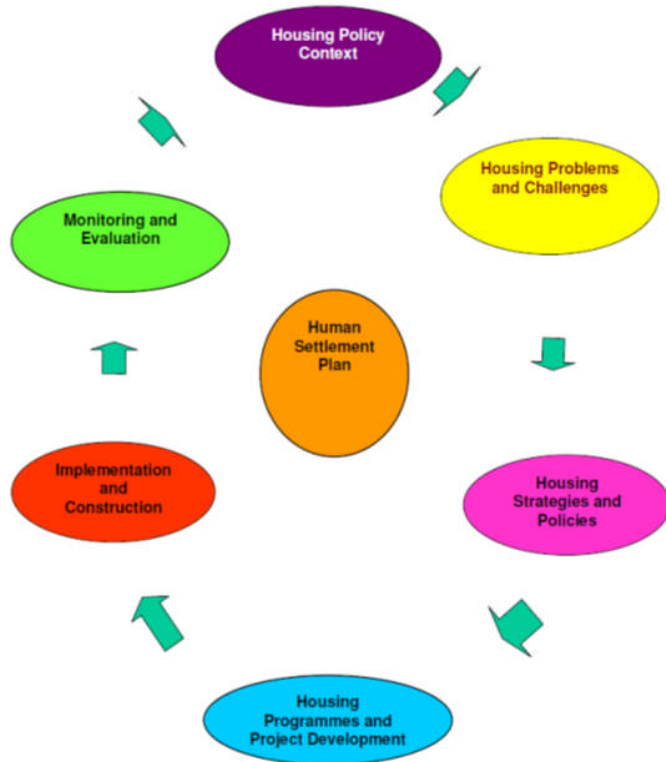 Housing Policy
Context
Housing Problems
and Challenges
Monitoring and
Evaluation
Human
Settlement
Plan
Implementation
and
Construction
Housing
Strategies and
Policies
Housing
Programmes and
Project Development